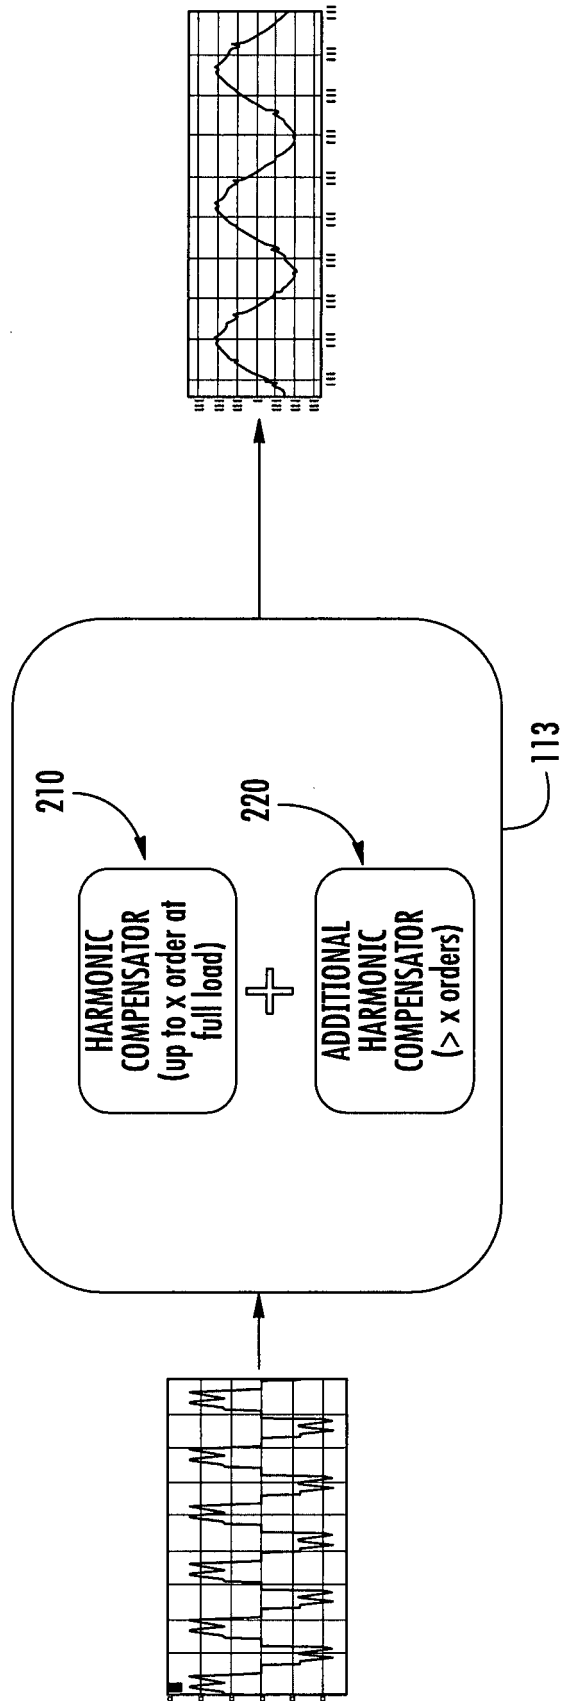 210
HARMONIC
COMPENSATOR
(up to x order at
full load)
+
220
ADDITIONAL
HARMONIC
COMPENSATOR
(> x orders)
113